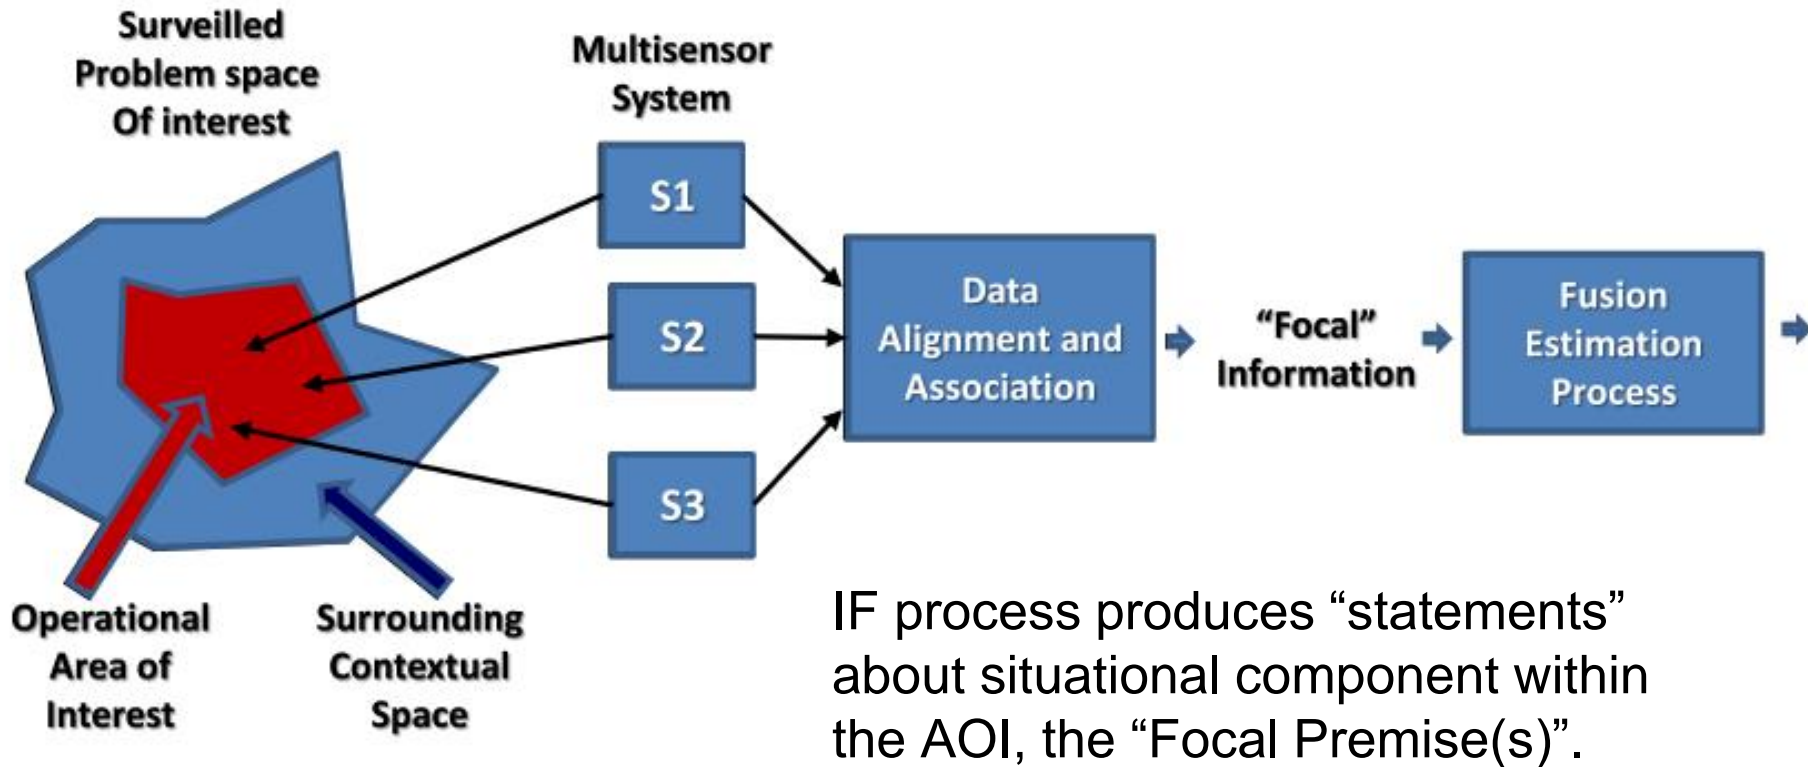 Surveilled
Problem space
Of interest
Multisensor
System
S1
S2
S3
Data
Alignment and
Association
“Focal”
Information
Fusion
Estimation
Process
Operational
Area of
Interest
Surrounding
Contextual
Space
IF process produces “statements”
about situational component within
the AOI, the “Focal Premise(s)”.